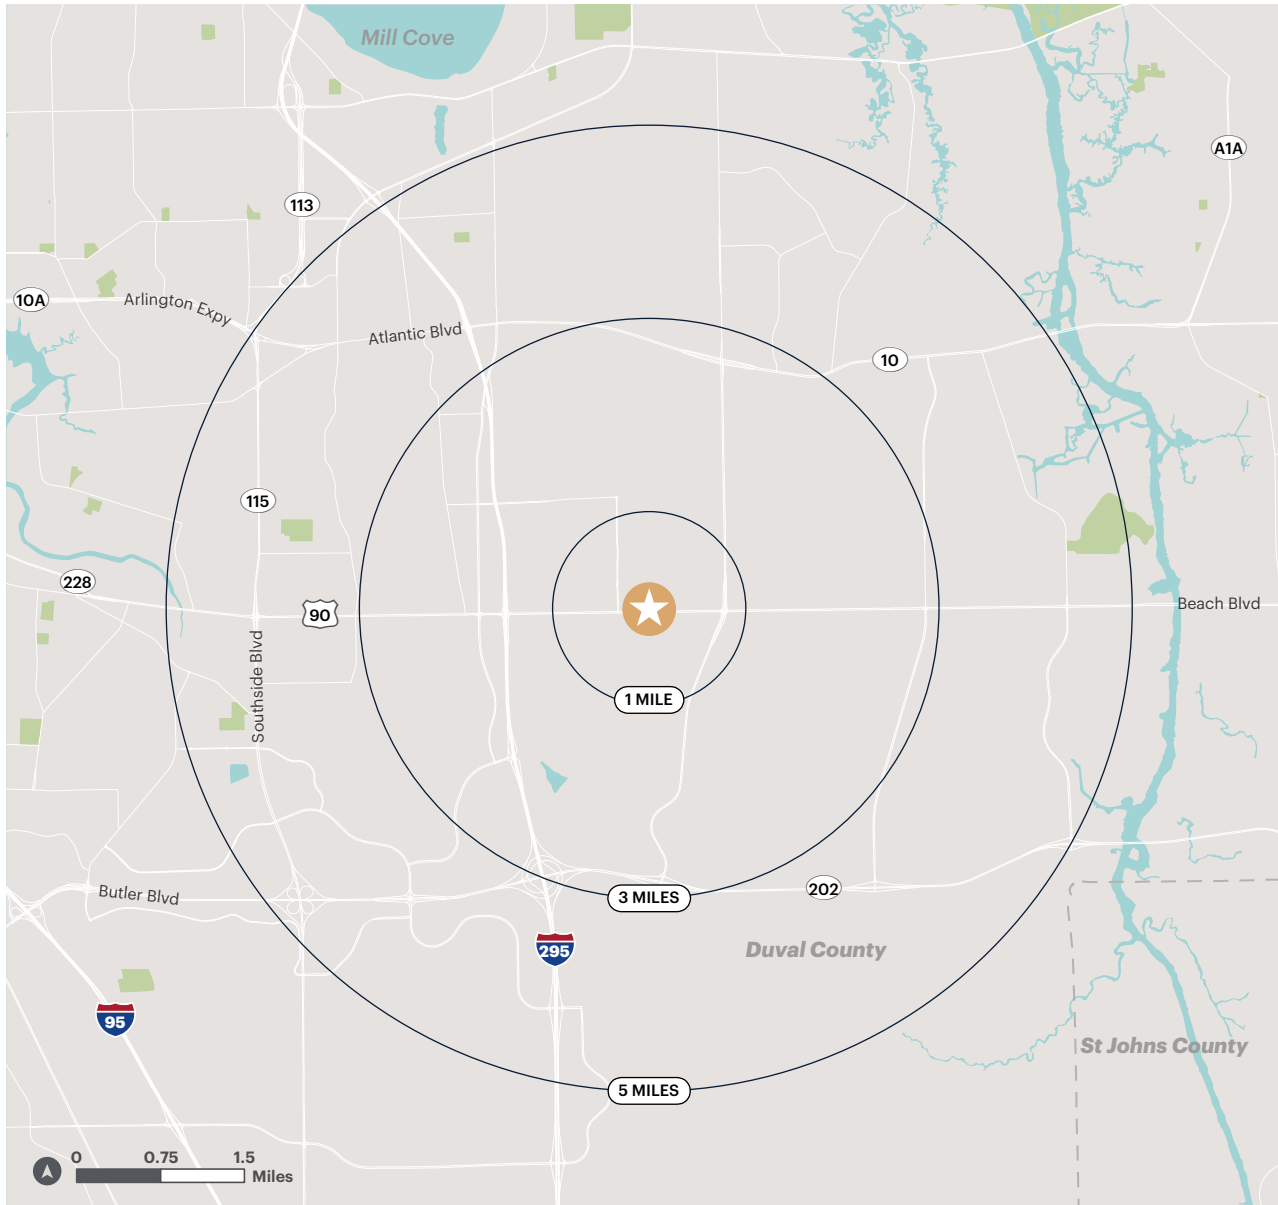 Mill Cove
A1A
113
10A
Arlington Expy
Atlantic Blvd
10
115
228
90
Beach Blvd
Southside Blvd
1 MILE
Butler Blvd
3 MILES
202
295
Duval County
95
St Johns County
5 MILES
0 0.75 1.5
Miles